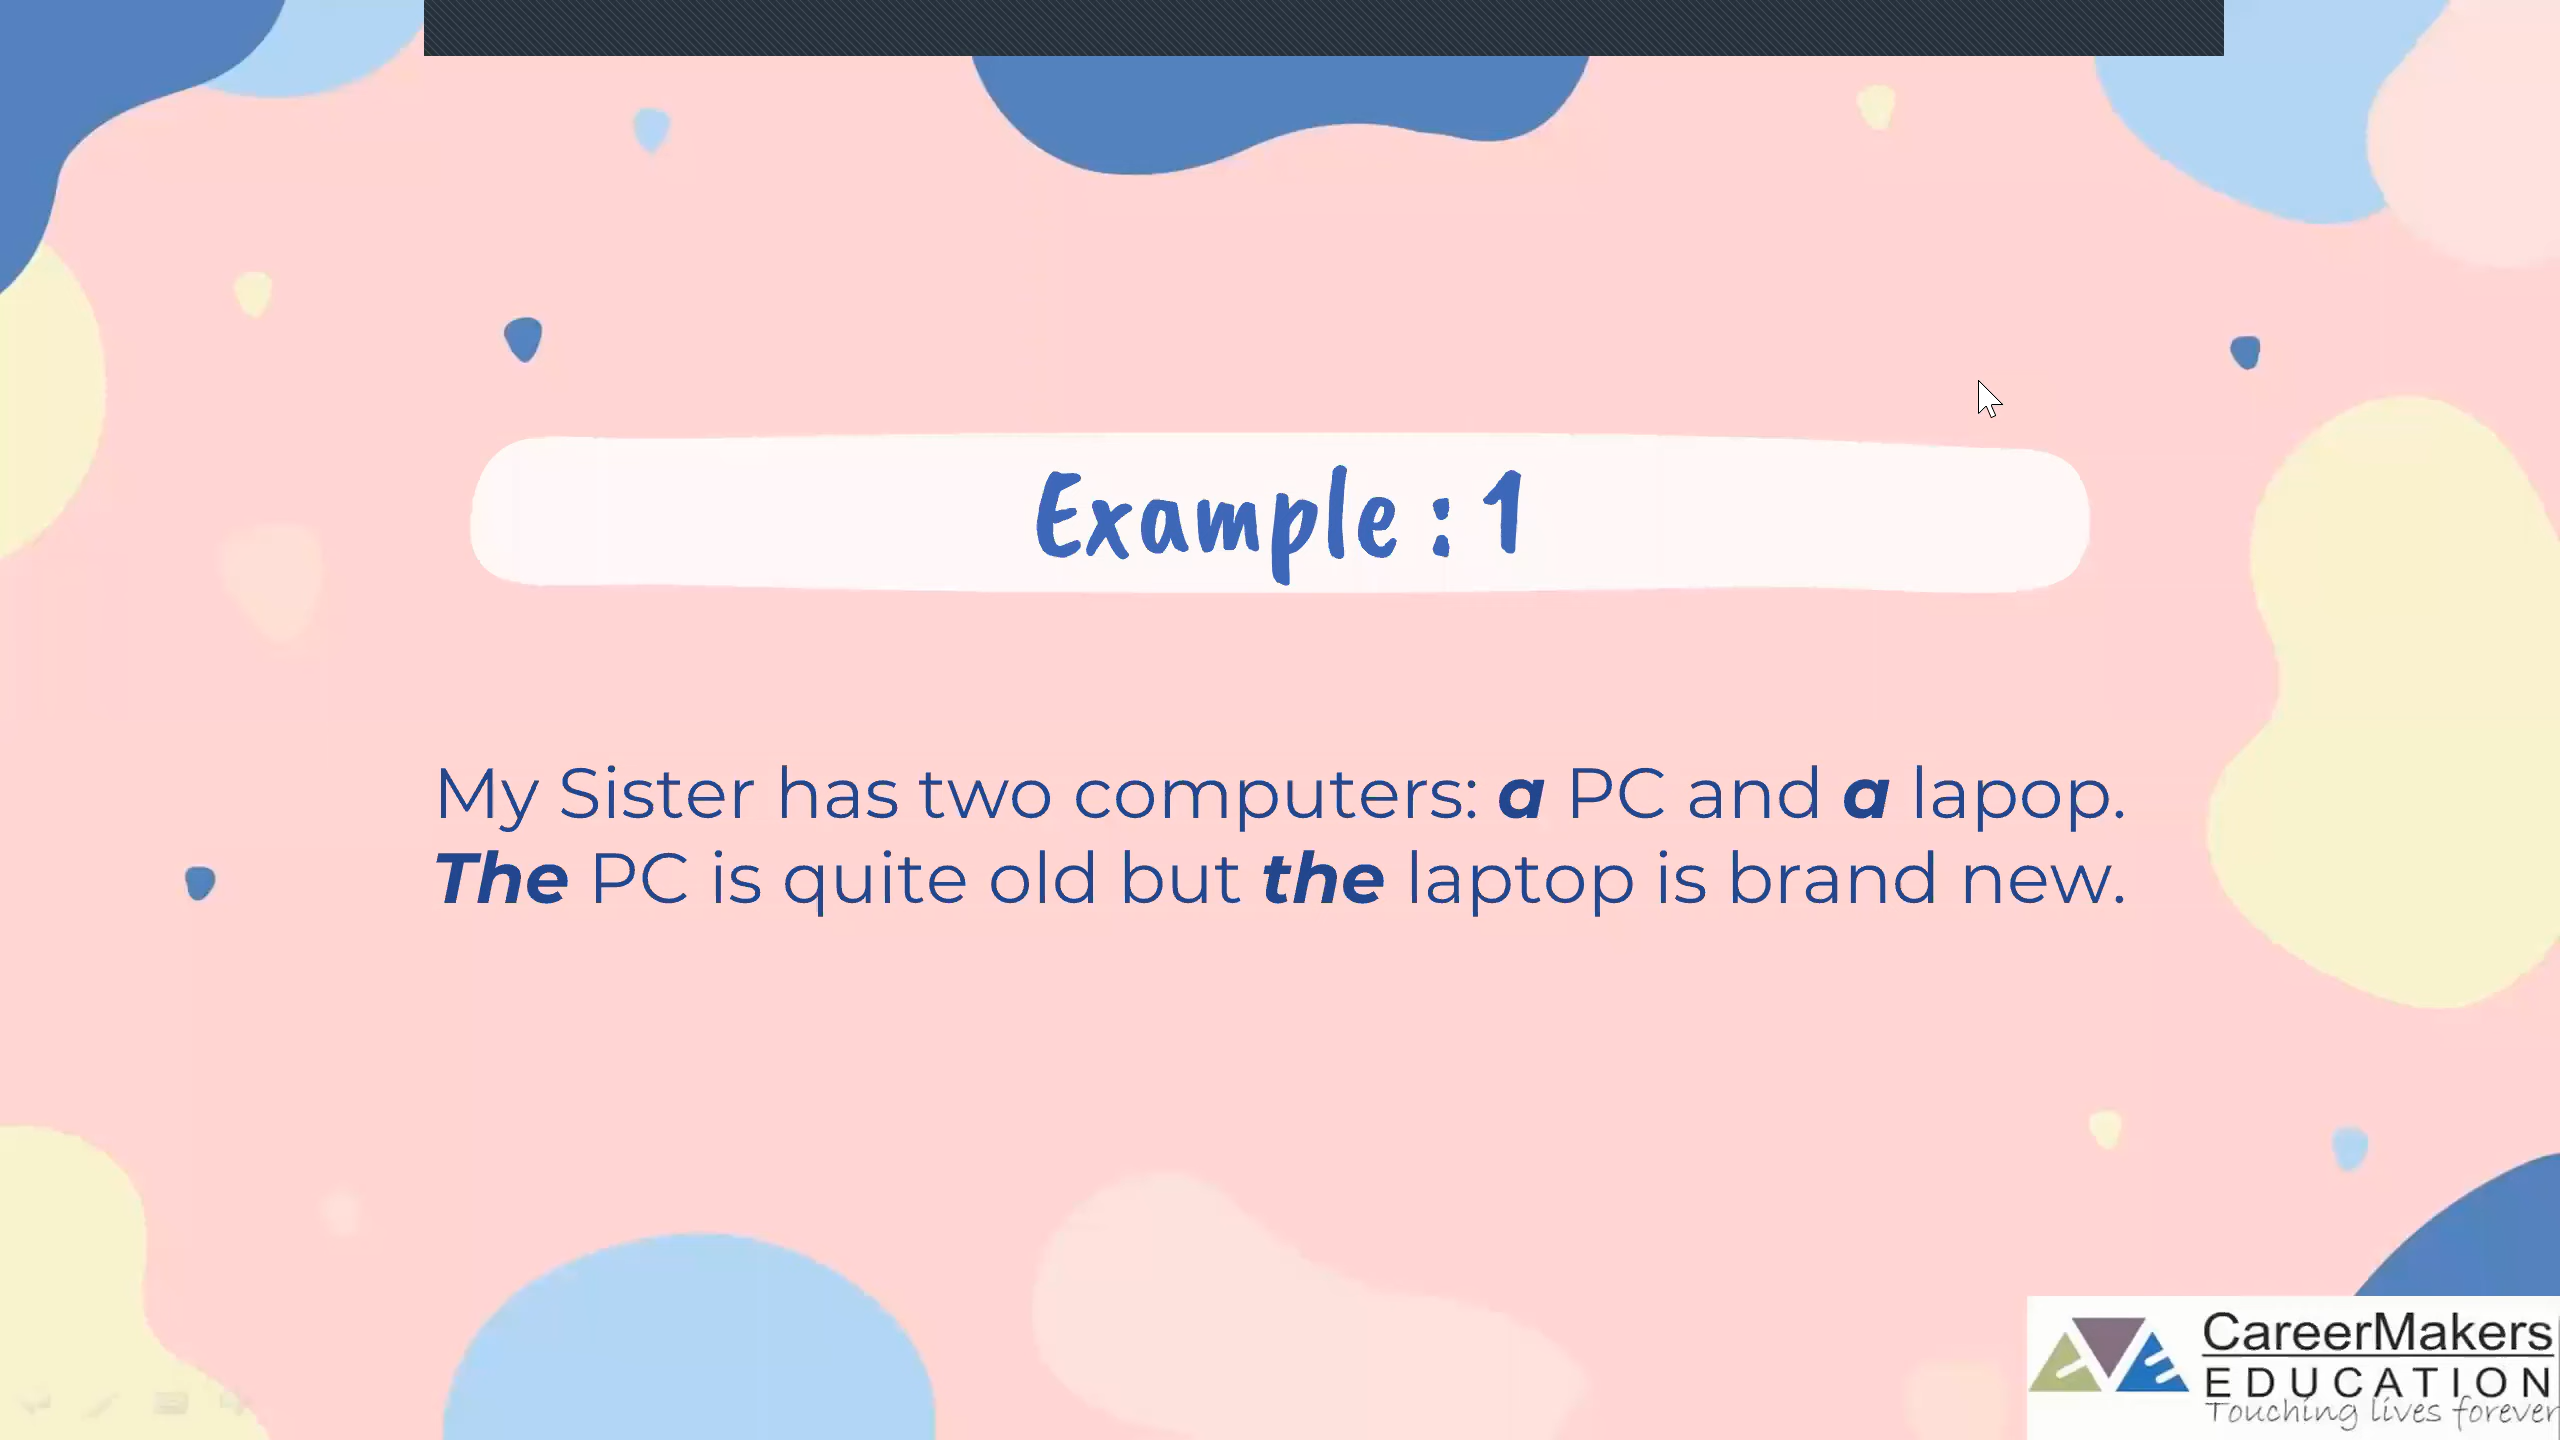 Example : 1
My Sister has two computers: a PC and a lapop.
The PC is quite old but the laptop is brand new.
CareerMakers
EDUCATION
Touching lives forever